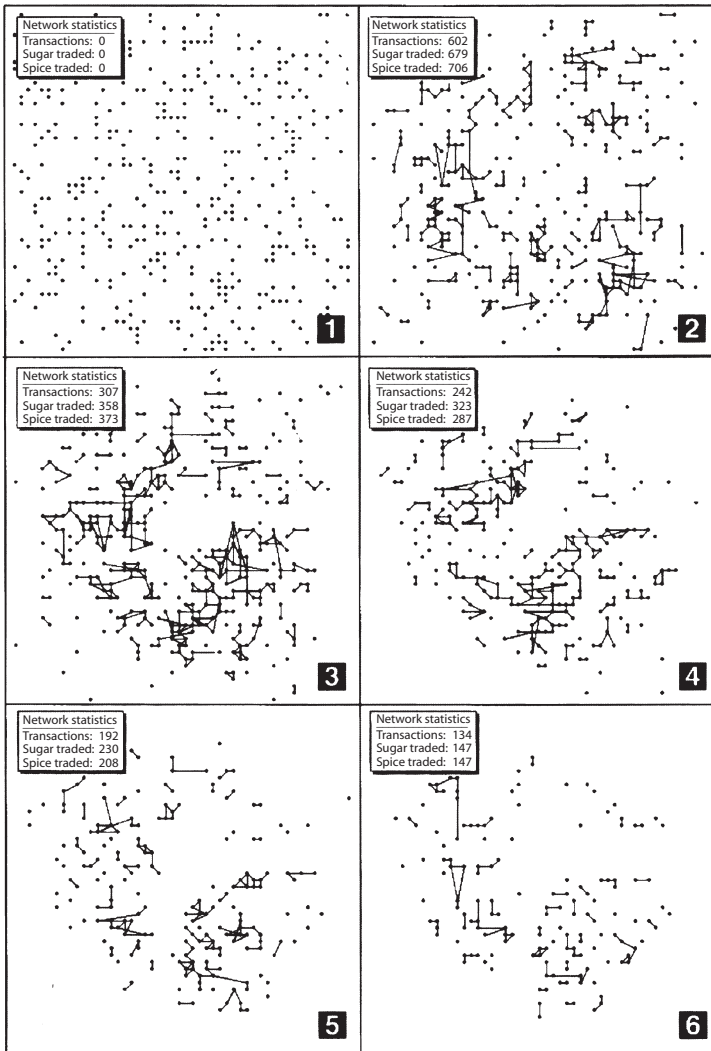 Network statistics
Transactions: 0
Sugar traded: 0
Spice traded: 0
1
Network statistics
Transactions: 602
Sugar traded: 679
Spice traded: 706
2
Network statistics
Transactions: 307
Sugar traded: 358
Spice traded: 373
3
Network statistics
Transactions: 242
Sugar traded: 323
Spice traded: 287
4
Network statistics
Transactions: 192
Sugar traded: 230
Spice traded: 208
5
Network statistics
Transactions: 134
Sugar traded: 147
Spice traded: 147
6